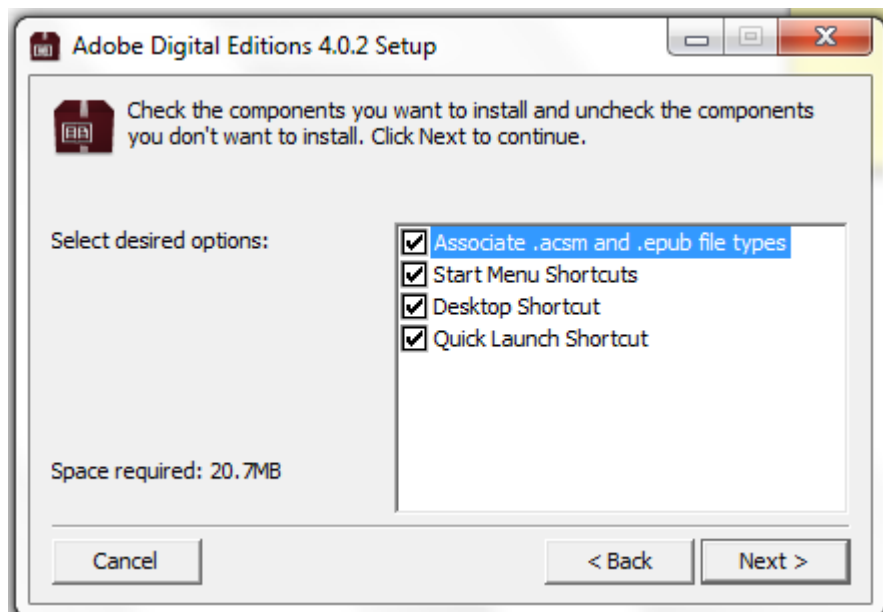 Adobe Digital Editions 4.0.2 Setup
Check the components you want to install and uncheck the components
you don't want to install. Click Next to continue.
Select desired options:
Associate .acsm and .epub file types
Start Menu Shortcuts
Desktop Shortcut
Quick Launch Shortcut
Space required: 20.7MB
Cancel
< Back
Next >